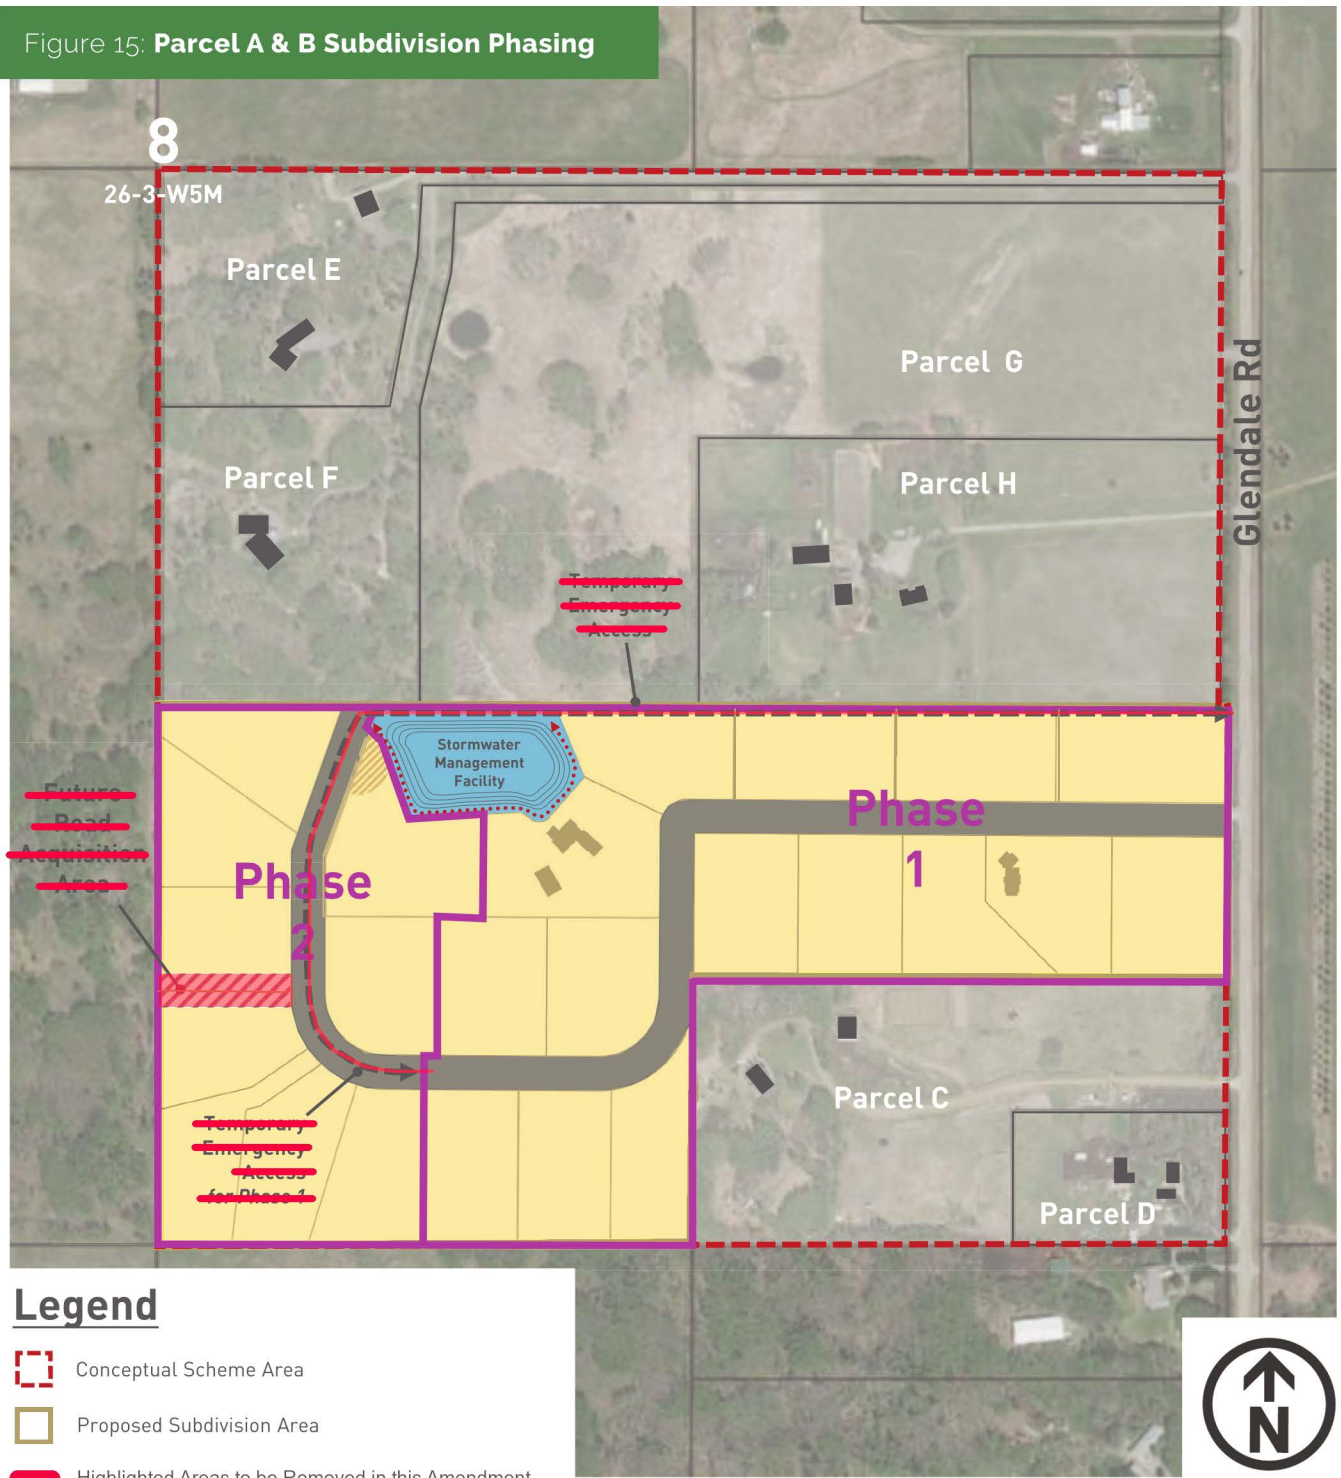 Figure 15: Parcel A & B Subdivision Phasing
8
26-3-W5M
Parcel E
Parcel G
Glendale Rd
Parcel F
Parcel H
Temporary
Emergency
Access
Stormwater
Management
Facility
Future
Road
Acquisition
Area
Phase
1
Phase
2
Temporary
Emergency
Access
for Phase 1
Parcel C
Parcel D
Legend
Conceptual Scheme Area
Proposed Subdivision Area
Highlighted Areas to be Removed in this Amendment
N